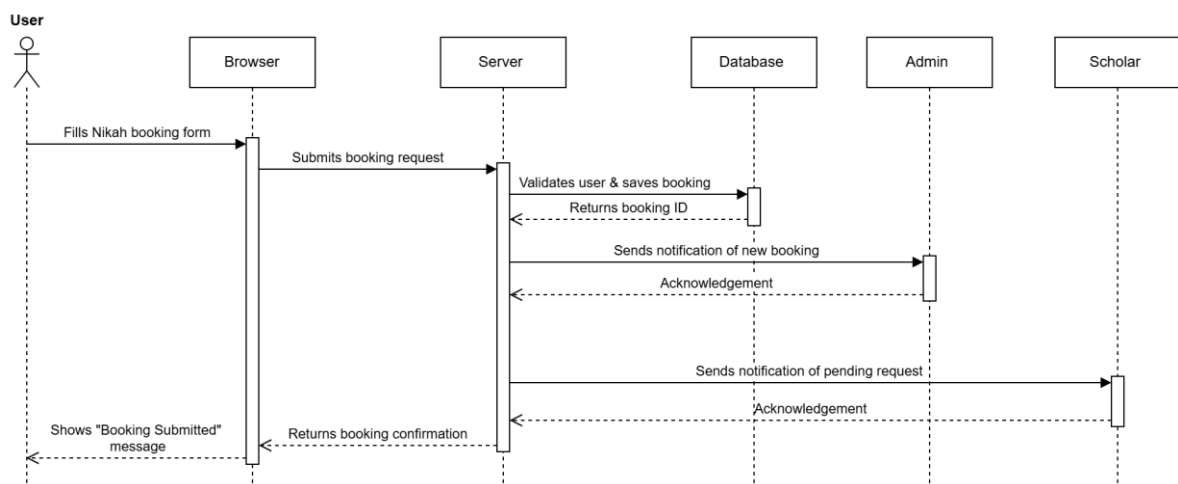 User
Browser
Server
Database
Admin
Scholar
Fills Nikah booking form
Submits booking request
Validates user & saves booking
Returns booking ID
Sends notification of new booking
Acknowledgement
Sends notification of pending request
Acknowledgement
Returns booking confirmation
Shows "Booking Submitted"
message